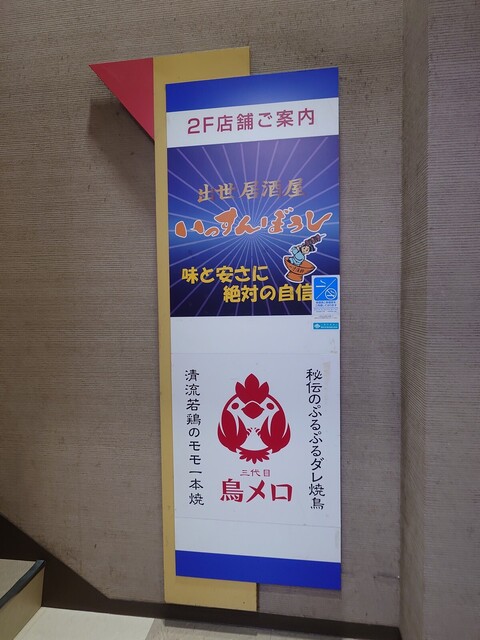 2F店舗ご案内
出世居酒屋
いっすんぼうし
味と安さに
絶対の自信
秘伝のぷるぷるダレ焼鳥
清流若鶏のモモ一本焼
三代目
鳥メロ